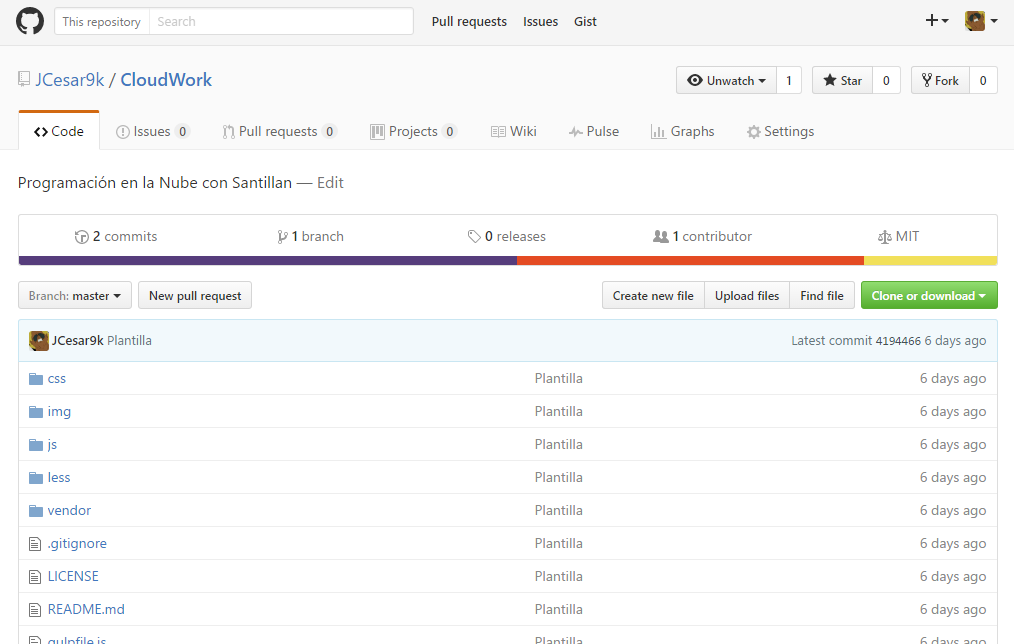 This repository Search Pull requests Issues Gist
JCesar9k / CloudWork Unwatch 1 Star 0 Fork 0
Code Issues 0 Pull requests 0 Projects 0 Wiki Pulse Graphs Settings
Programación en la Nube con Santillan — Edit
2 commits 1 branch 0 releases 1 contributor MIT
Branch: master New pull request Create new file Upload files Find file Clone or download
JCesar9k Plantilla Latest commit 4194466 6 days ago
css Plantilla 6 days ago
img Plantilla 6 days ago
js Plantilla 6 days ago
less Plantilla 6 days ago
vendor Plantilla 6 days ago
.gitignore Plantilla 6 days ago
LICENSE Plantilla 6 days ago
README.md Plantilla 6 days ago
gulpfile.js Plantilla 6 days ago